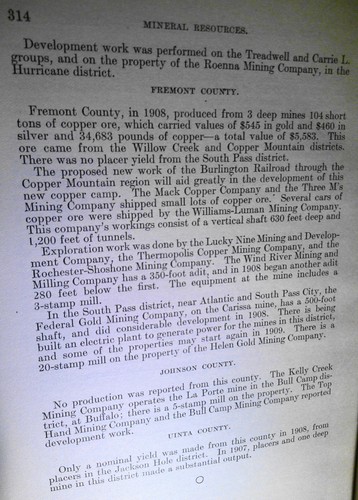 314
MINERAL RESOURCES.
Development work was performed on the Treadwell and Carrie L.
groups, and on the property of the Roenna Mining Company, in the
Hurricane district.
FREMONT COUNTY.
Fremont County, in 1908, produced from 3 deep mines 104 short
tons of copper ore, which carried values of $545 in gold and $460 in
silver and 34,683 pounds of copper—a total value of $5,583. This
ore came from the Willow Creek and Copper Mountain districts.
There was no placer yield from the South Pass district.
The proposed new work of the Burlington Railroad through the
Copper Mountain region will aid greatly in the development of this
new copper camp. The Mack Copper Company and the Three M's
Mining Company shipped small lots of copper ore. Several cars of
copper ore were shipped by the Williams-Luman Mining Company.
This company's workings consist of a vertical shaft 630 feet deep and
1,200 feet of tunnels.
Exploration work was done by the Lucky Nine Mining and Develop-
ment Company, the Thermopolis Copper Mining Company, and the
Rochester-Shoshone Mining Company. The Wind River Mining and
Milling Company has a 350-foot adit, and in 1908 began another adit
280 feet below the first. The equipment at the mine includes a
3-stamp mill.
In the South Pass district, near Atlantic and South Pass City, the
Federal Gold Mining Company, on the Carissa mine, has a 500-foot
shaft, and did considerable development in 1908. There is being
built an electric plant to generate power for the mines in this district,
and some of the properties may start again in 1909. There is a
20-stamp mill on the property of the Helen Gold Mining Company.
JOHNSON COUNTY.
No production was reported from this county. The Kelly Creek
Mining Company operates the La Porte mine in the Bull Camp dis-
trict, at Buffalo; there is a 5-stamp mill on the property. The Top
Hand Mining Company and the Bull Camp Mining Company reported
development work.
UINTA COUNTY.
Only a nominal yield was made from this county in 1908, from
placers in the Jackson Hole district. In 1907, placers and one deep
mine in this district made a substantial output.